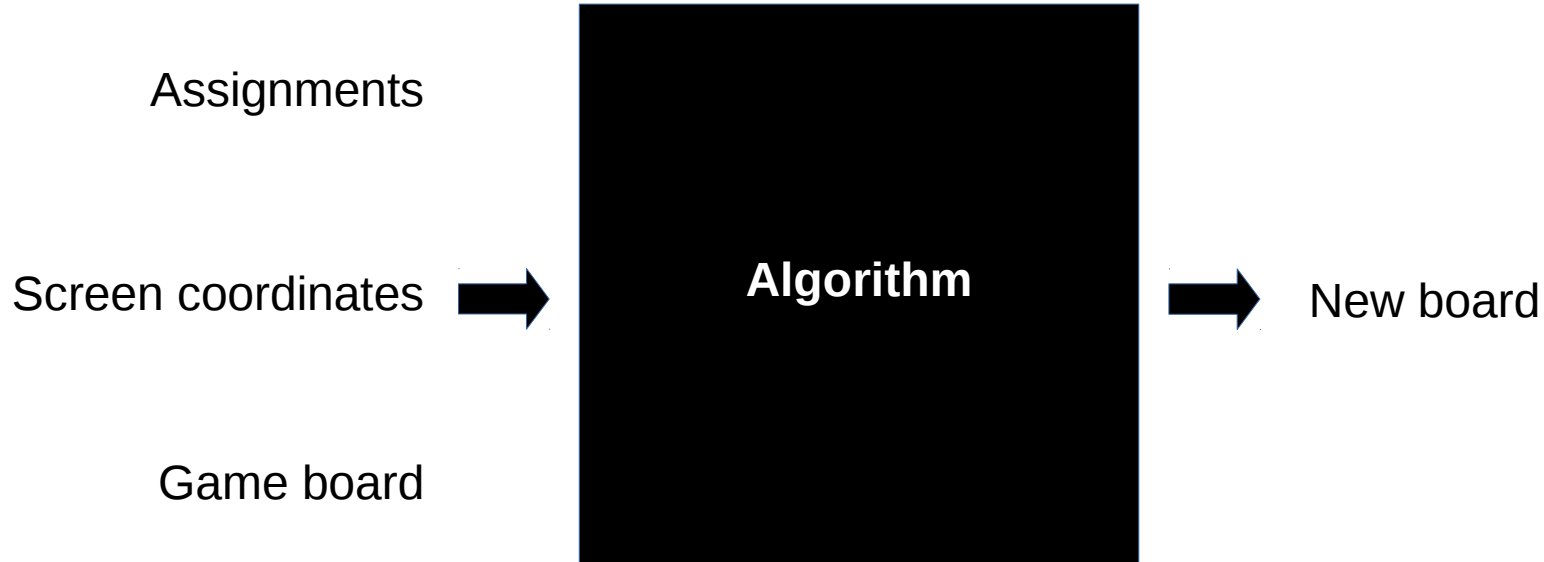 Assignments
Screen coordinates
Game board
Algorithm
New board